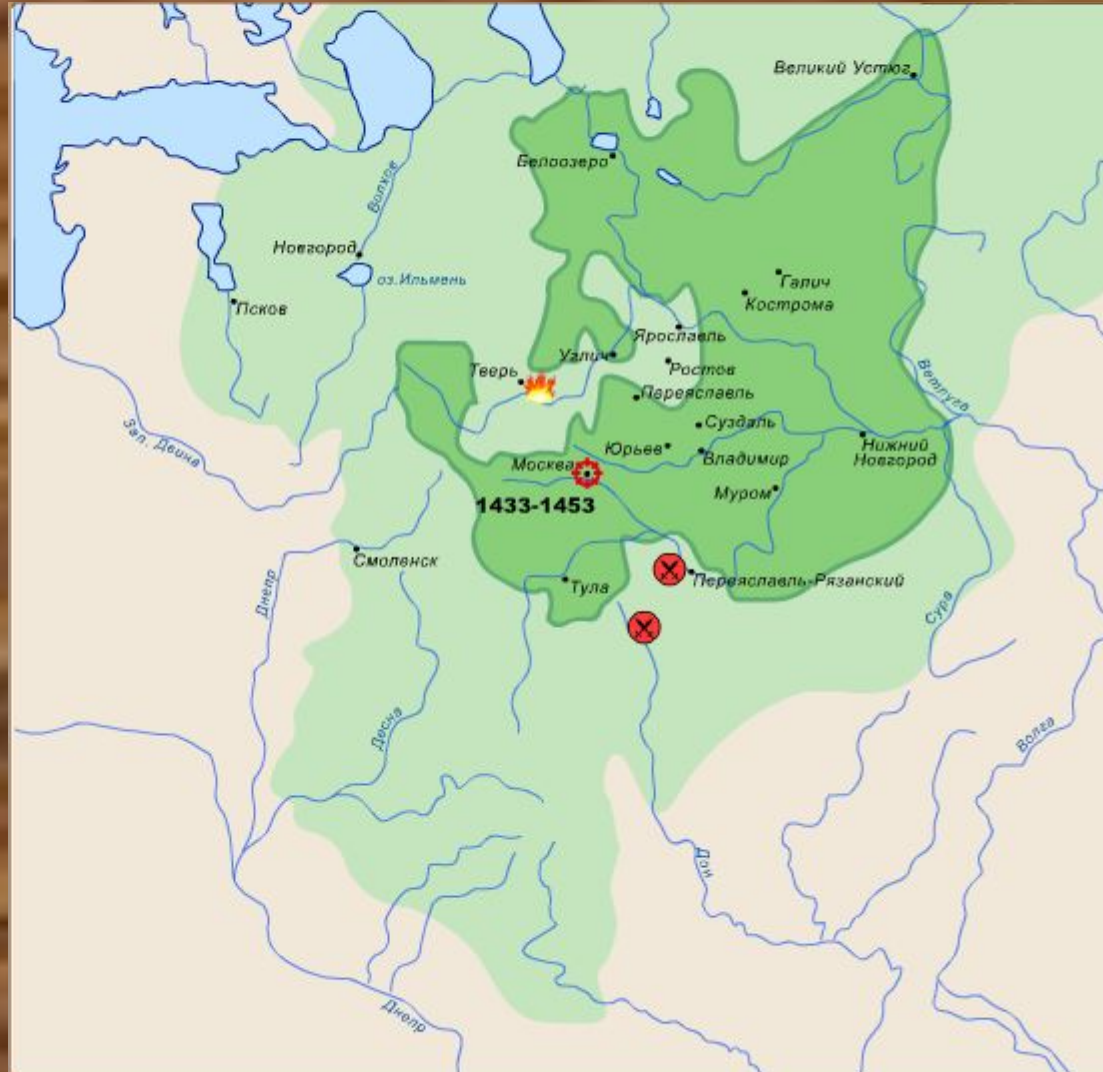 Великий Устюг
Белоозеро
Волхов
Новгород
оз.Ильмень
Псков
Галич
Кострома
Ярославль
Углич
Ростов
Тверь
Переяславль
Ветлуга
Суздаль
Зап. Двина
Юрьев
Владимир
Нижний
Новгород
Москва
Муром
1433-1453
Смоленск
Переяславль-Рязанский
Тула
Днепр
Сура
Десна
Волга
Дон
Днепр